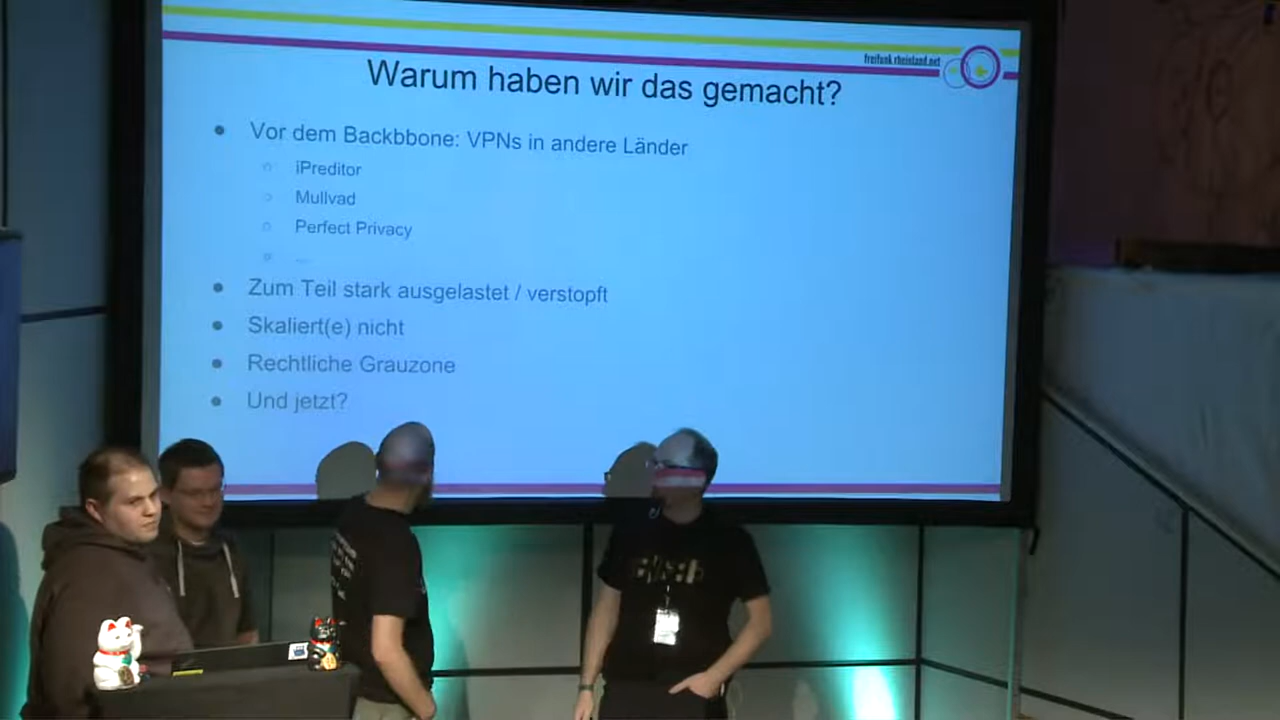 freifunk rheinland.net
Warum haben wir das gemacht?
Vor dem Backbbone: VPNs in andere Länder
iPreditor
Mullvad
Perfect Privacy
...
Zum Teil stark ausgelastet / verstopft
Skaliert(e) nicht
Rechtliche Grauzone
Und jetzt?